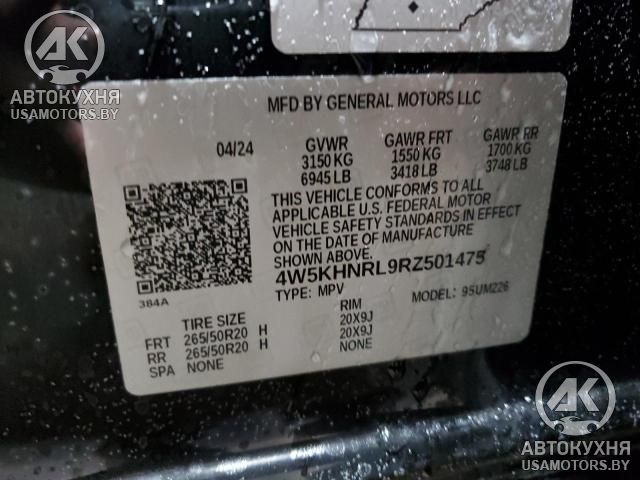 AK
АВТОКУХНЯ
USAMOTORS.BY
MFD BY GENERAL MOTORS LLC
04/24 GVWR GAWR FRT GAWR RR
3150 KG 1550 KG 1700 KG
6945 LB 3418 LB 3748 LB
THIS VEHICLE CONFORMS TO ALL
APPLICABLE U.S. FEDERAL MOTOR
VEHICLE SAFETY STANDARDS IN EFFECT
ON THE DATE OF MANUFACTURE
SHOWN ABOVE.
4W5KHNRL9RZ501475
TYPE: MPV MODEL: 95UM226
384A
TIRE SIZE RIM
FRT 265/50R20 H 20X9J
RR 265/50R20 H 20X9J
SPA NONE NONE
AK
АВТОКУХНЯ
USAMOTORS.BY